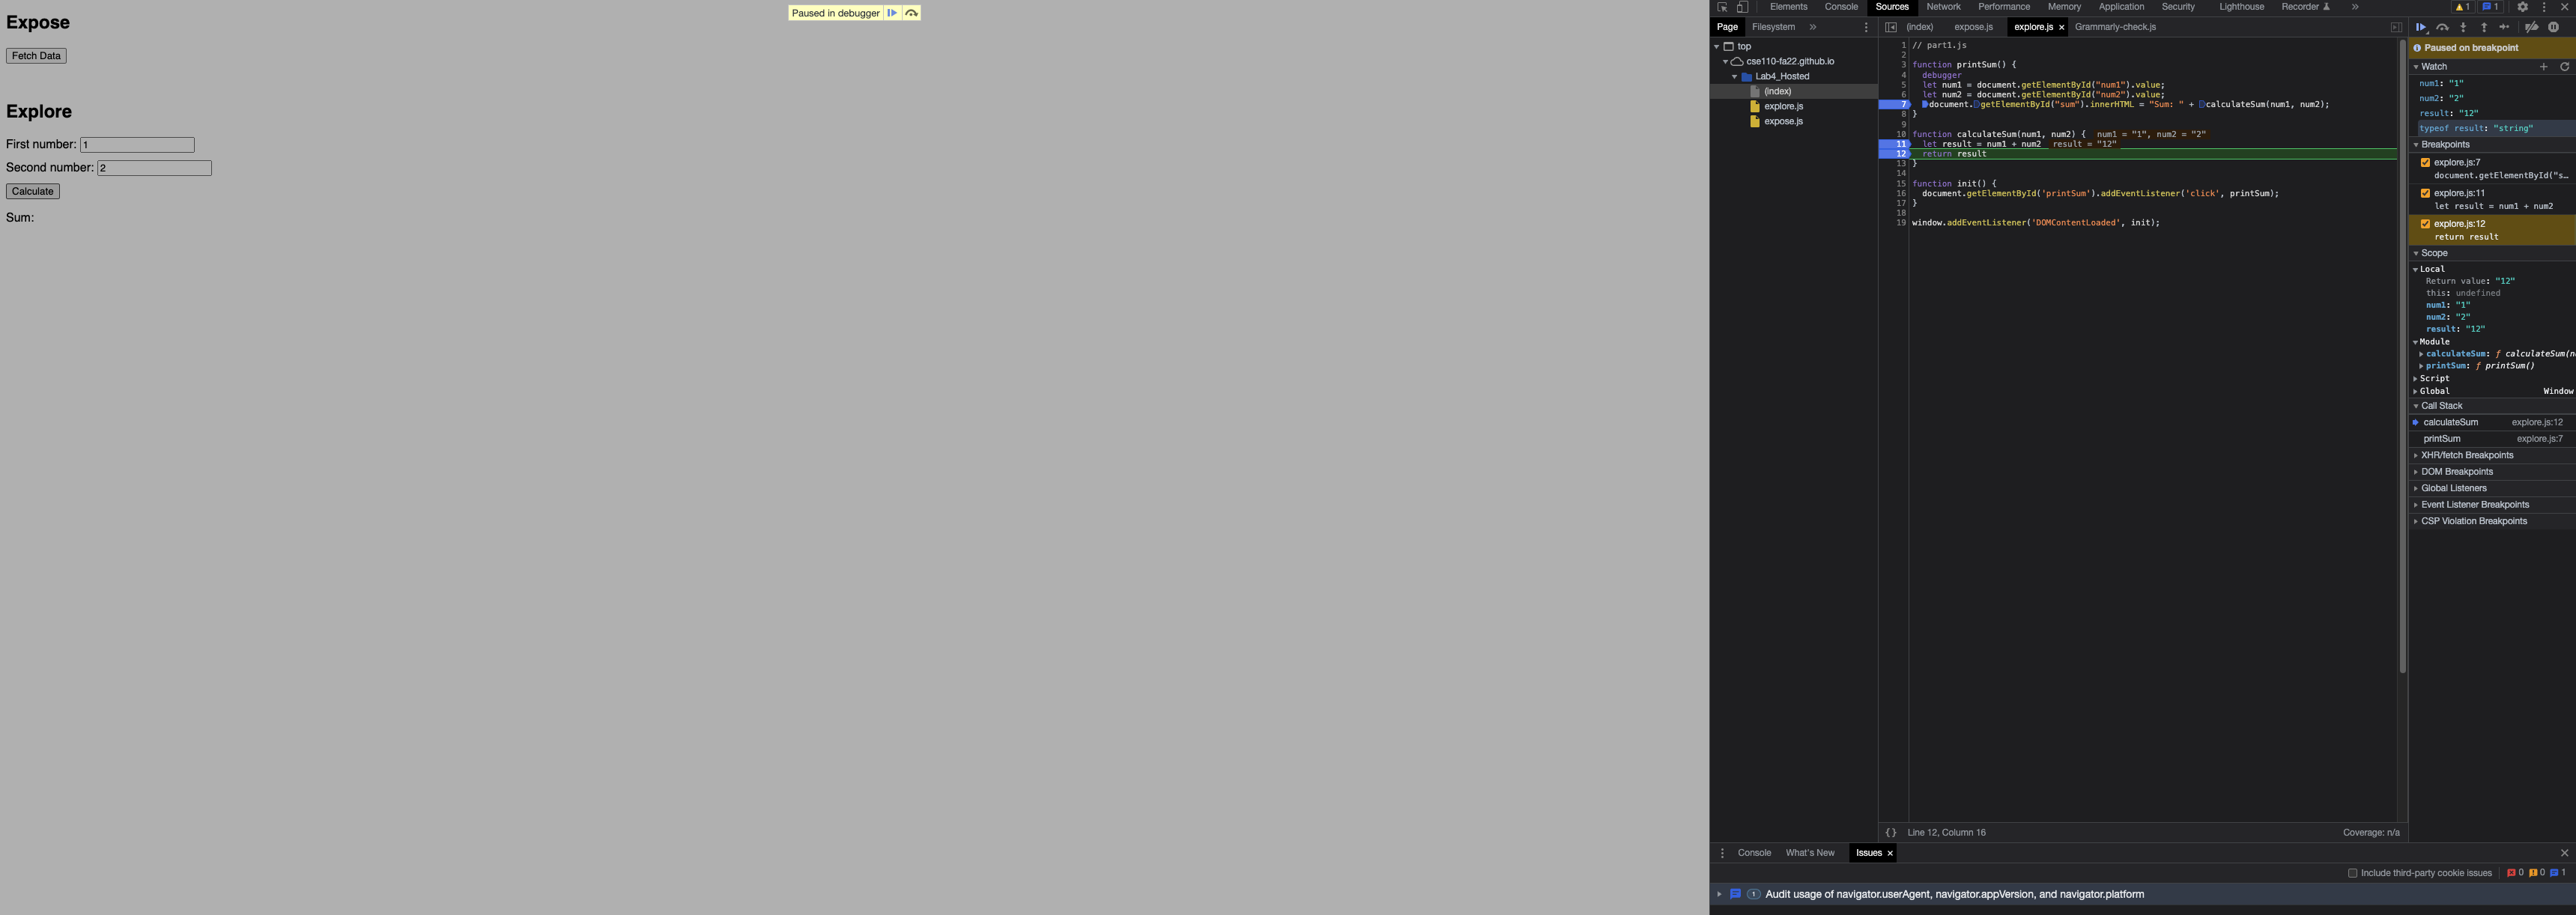 Expose
Paused in debugger
Fetch Data
Explore
First number: 1
Second number: 2
Calculate
Sum:
Elements Console Sources Network Performance Memory Application Security Lighthouse Recorder » 1 1
Page Filesystem »
top
cse110-fa22.github.io
Lab4_Hosted
(index)
explore.js
expose.js
(index) expose.js explore.js × Grammarly-check.js
1 // part1.js
2
3 function printSum() {
4 debugger
5 let num1 = document.getElementById("num1").value;
6 let num2 = document.getElementById("num2").value;
7 document.getElementById("sum").innerHTML = "Sum: " + calculateSum(num1, num2);
8 }
9
10 function calculateSum(num1, num2) { num1 = "1", num2 = "2"
11 let result = num1 + num2 result = "12"
12 return result
13 }
14
15 function init() {
16 document.getElementById('printSum').addEventListener('click', printSum);
17 }
18
19 window.addEventListener('DOMContentLoaded', init);
{} Line 12, Column 16 Coverage: n/a
Paused on breakpoint
Watch
num1: "1"
num2: "2"
result: "12"
typeof result: "string"
Breakpoints
explore.js:7
document.getElementById("s…
explore.js:11
let result = num1 + num2
explore.js:12
return result
Scope
Local
Return value: "12"
this: undefined
num1: "1"
num2: "2"
result: "12"
Module
calculateSum: ƒ calculateSum(n
printSum: ƒ printSum()
Script
Global Window
Call Stack
calculateSum explore.js:12
printSum explore.js:7
XHR/fetch Breakpoints
DOM Breakpoints
Global Listeners
Event Listener Breakpoints
CSP Violation Breakpoints
Console What's New Issues ×
Include third-party cookie issues 0 0 1
1 Audit usage of navigator.userAgent, navigator.appVersion, and navigator.platform